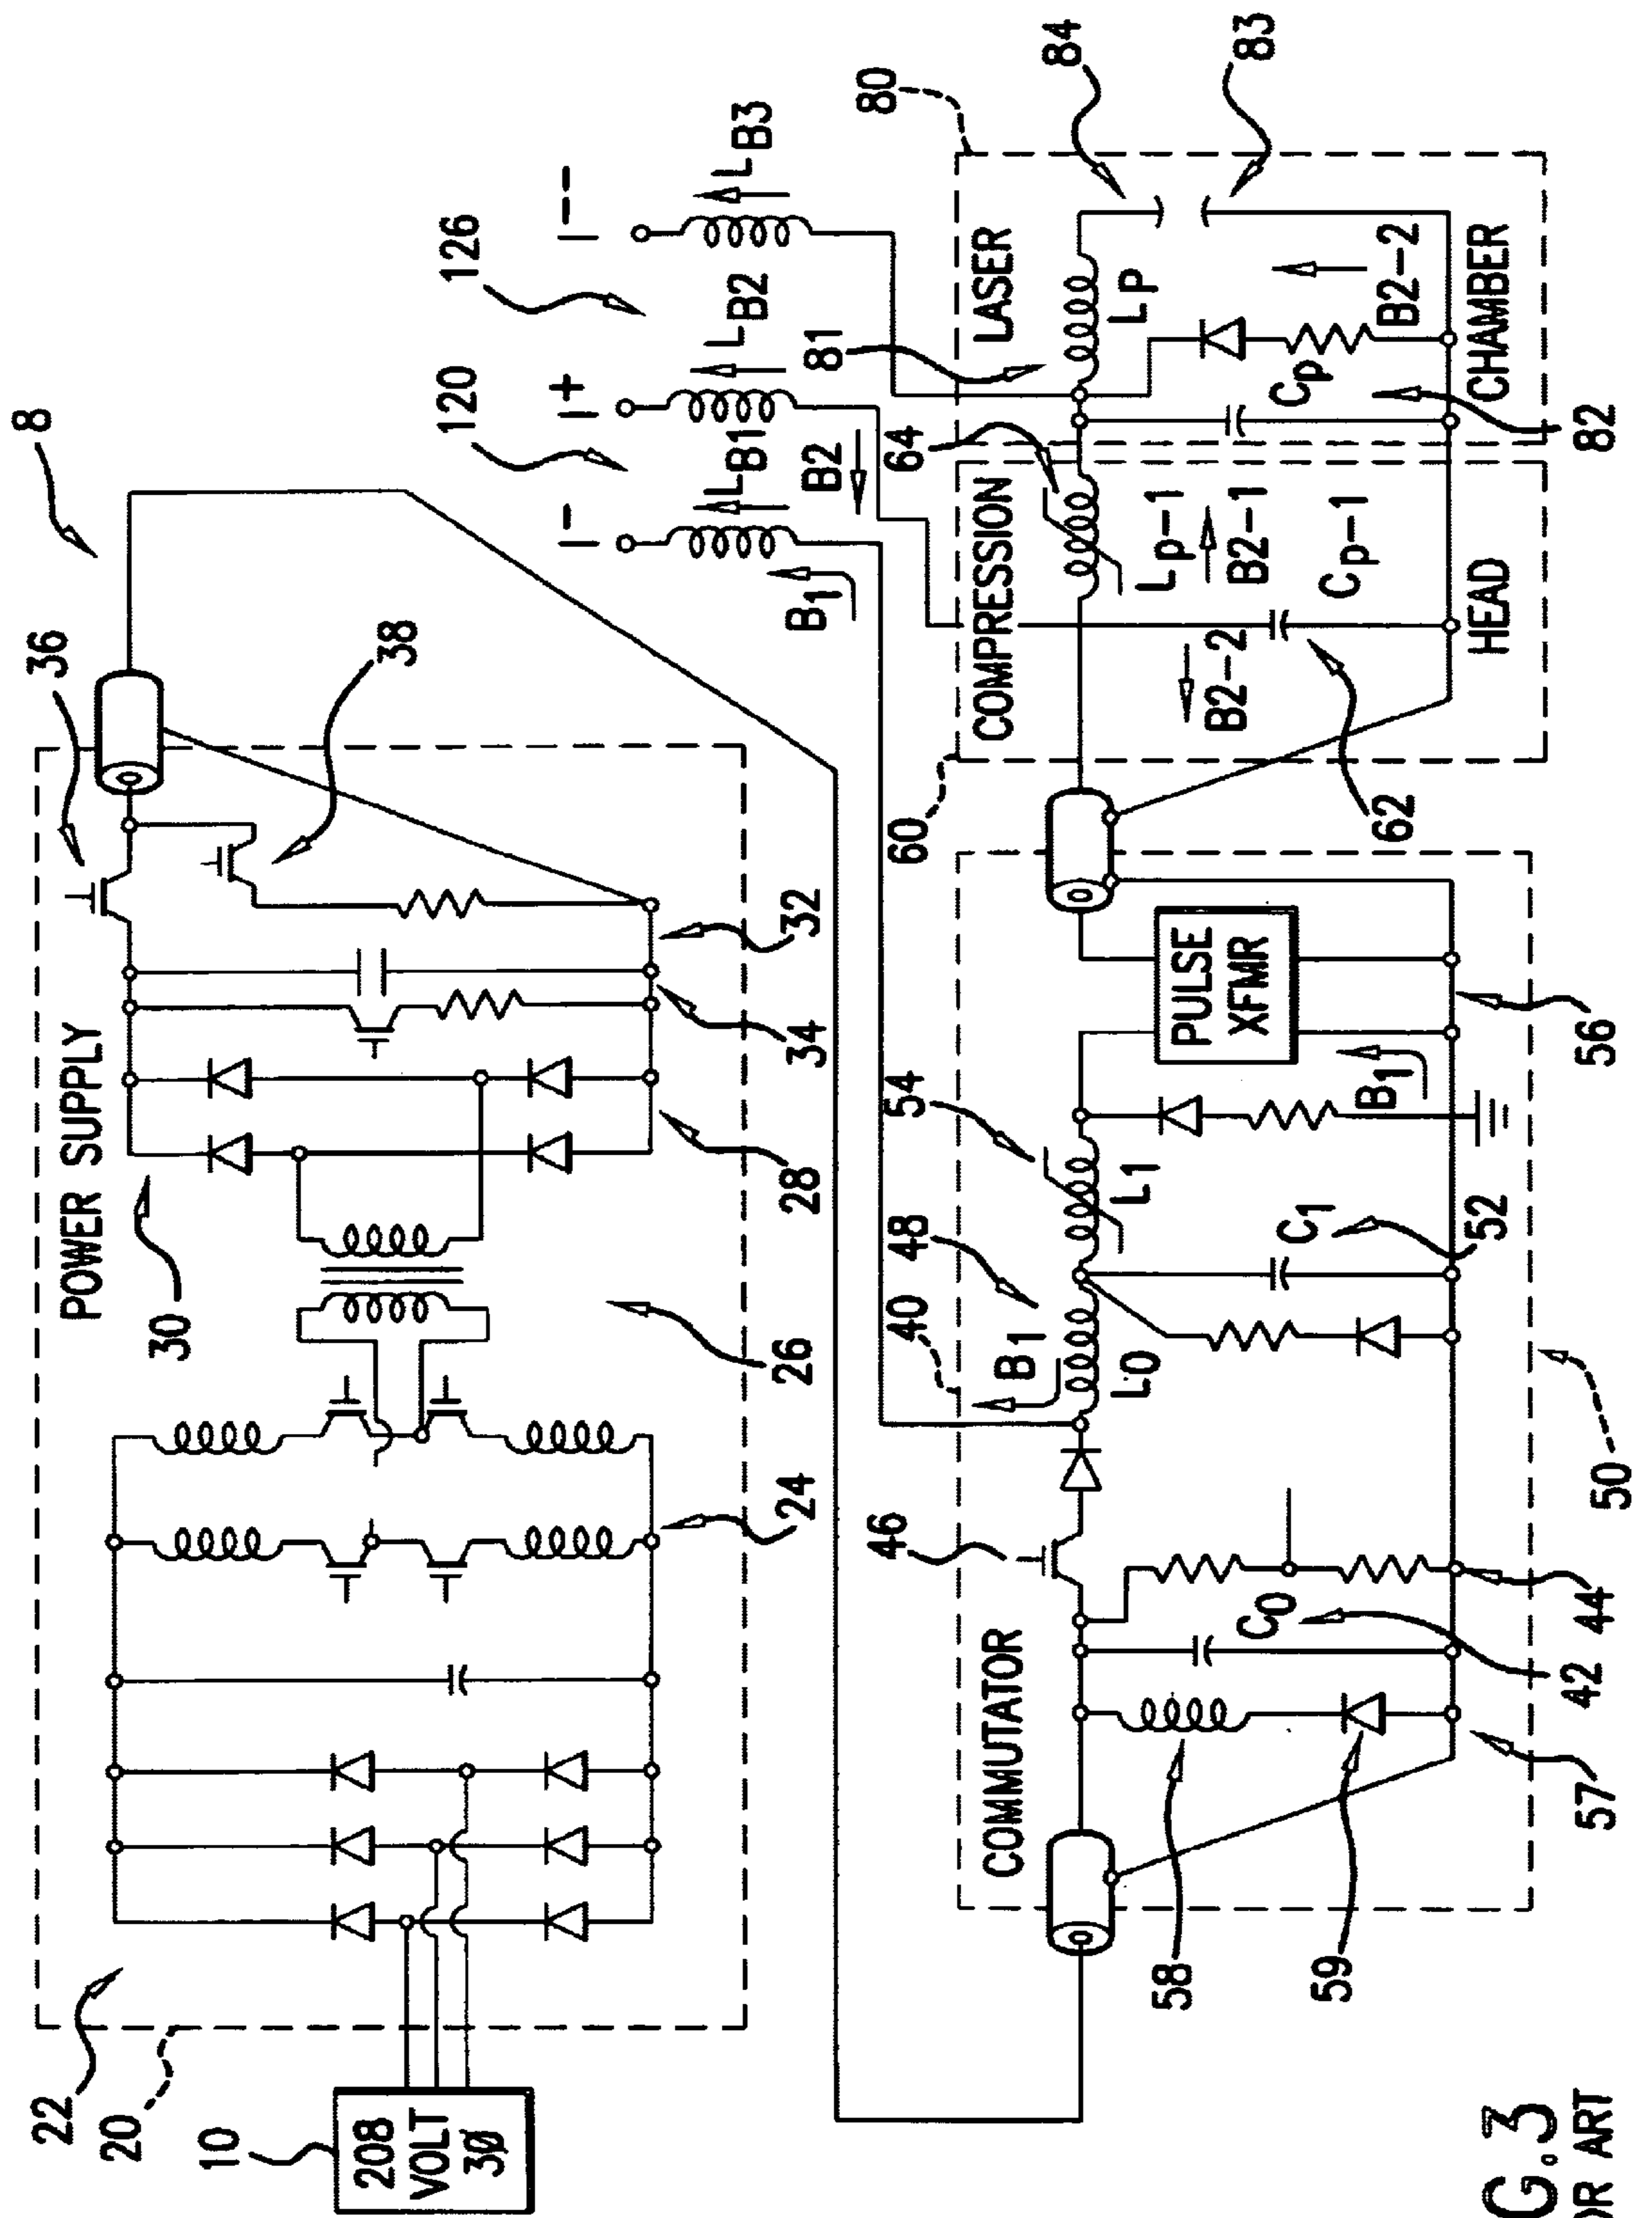 8
36
38
POWER SUPPLY
30
32
34
28
26
24
22
20
10
208
VOLT
3Ø
126
120
I-
I+
I--
LB1
LB2
LB3
B1
B2
80
84
83
81
64
LASER
LP
Cp
B2-2
CHAMBER
82
COMPRESSION
Lp-1
B2-1
Cp-1
B2-2
HEAD
60
62
PULSE
XFMR
56
B1
54
L1
48
40
B1
L0
C1
52
50
46
COMMUTATOR
C0
44
42
57
58
59
G.3
OR ART